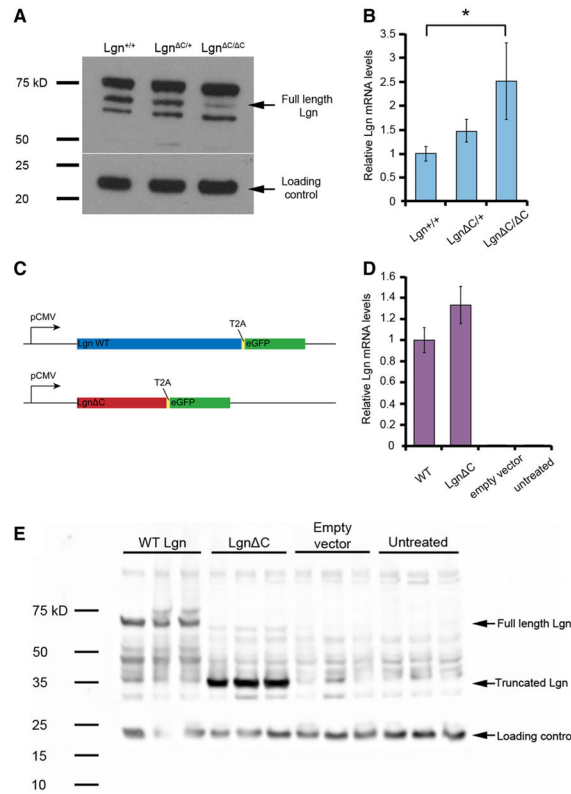 A
Lgn+/+
LgnΔC/+
LgnΔC/ΔC
75 kD
50
25
20
Full length
Lgn
Loading
control
B
*
Relative Lgn mRNA levels
3.5
3
2.5
2
1.5
1
0.5
0
Lgn+/+
LgnΔC/+
LgnΔC/ΔC
C
pCMV
T2A
Lgn WT
eGFP
pCMV
T2A
LgnΔC
eGFP
D
Relative Lgn mRNA levels
1.6
1.4
1.2
1
0.8
0.6
0.4
0.2
0
WT
LgnΔC
empty vector
untreated
E
WT Lgn
LgnΔC
Empty
vector
Untreated
75 kD
50
35
25
15
10
Full length Lgn
Truncated Lgn
Loading control